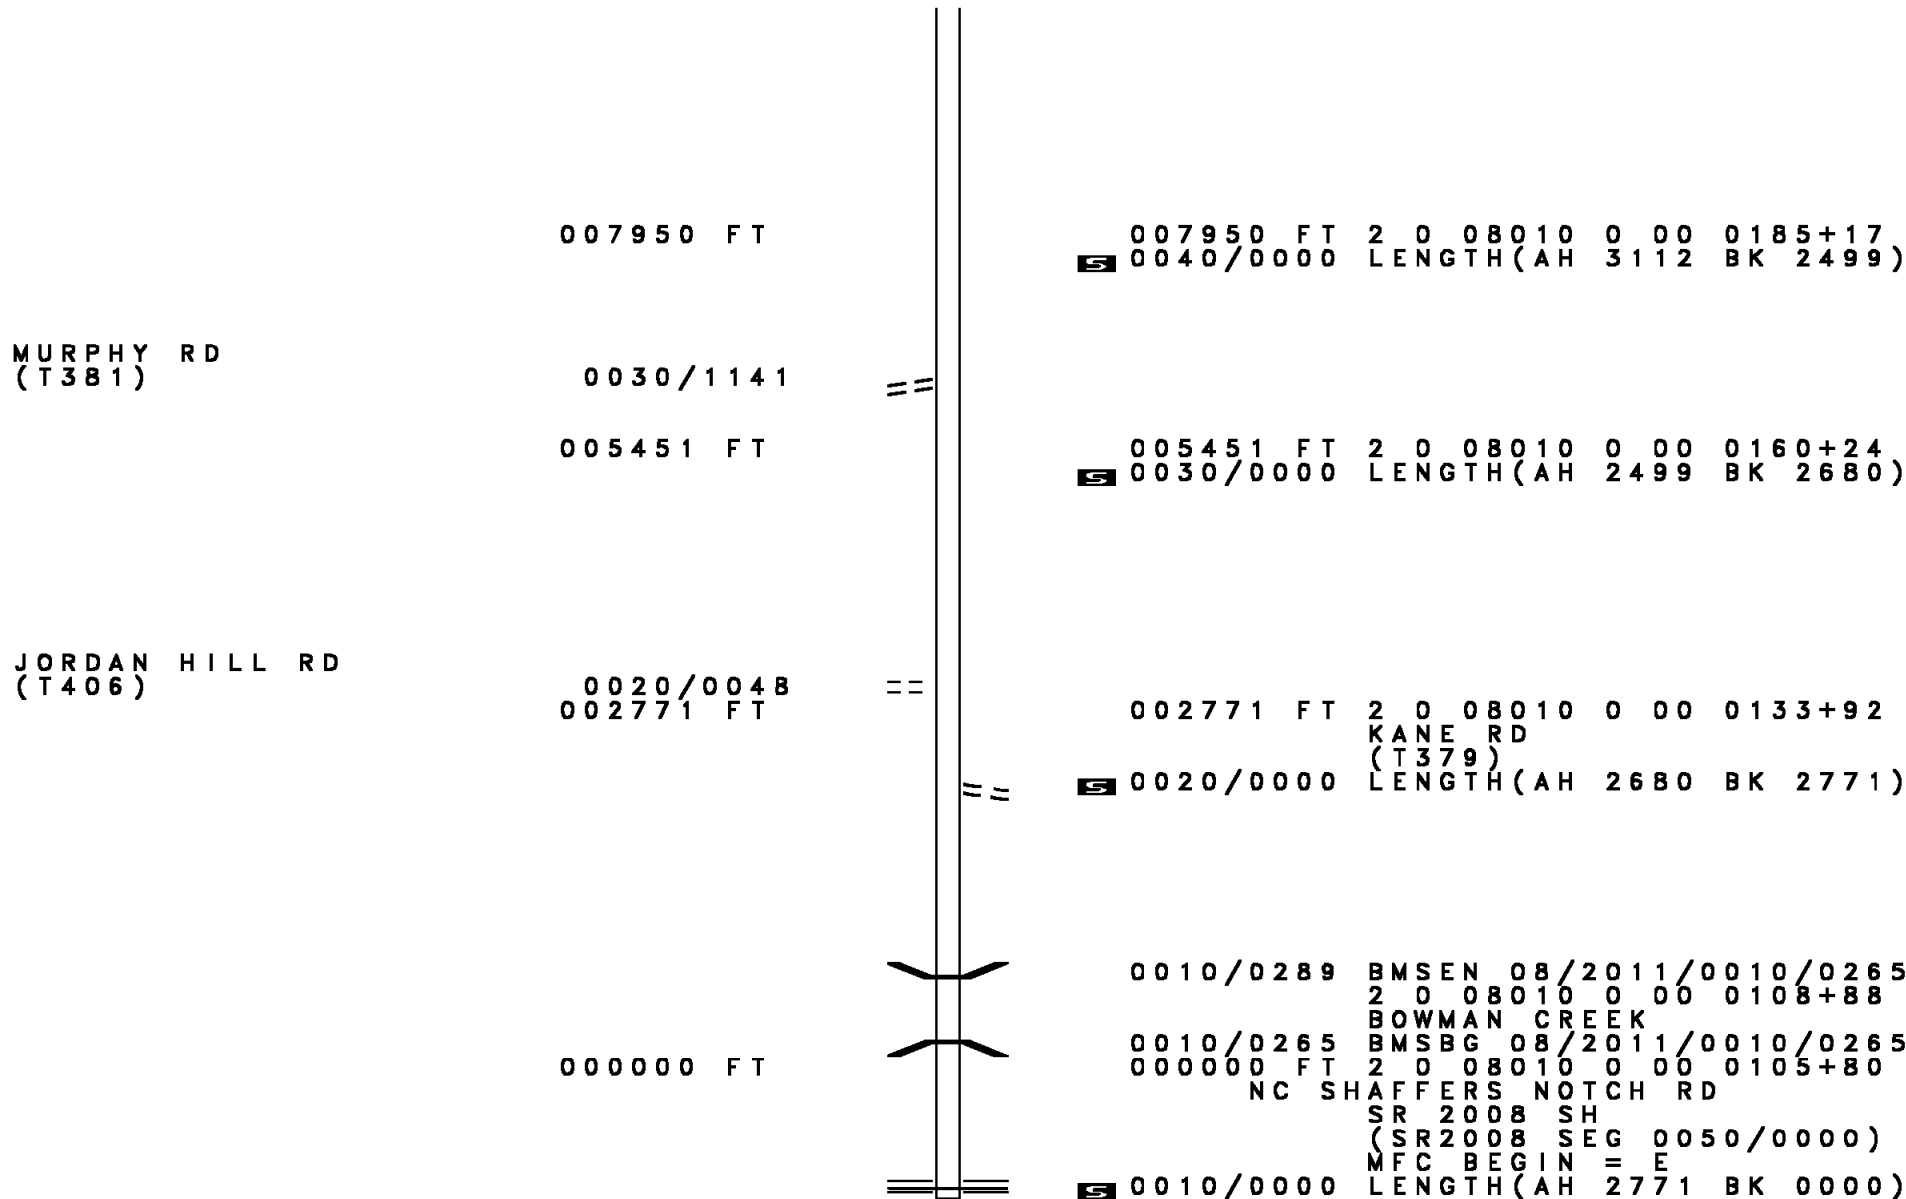 007950 FT 007950 FT 2 0 08010 0 00 0185+17
S 0040/0000 LENGTH(AH 3112 BK 2499)
MURPHY RD
(T381) 0030/1141
005451 FT 005451 FT 2 0 08010 0 00 0160+24
S 0030/0000 LENGTH(AH 2499 BK 2680)
JORDAN HILL RD
(T406) 0020/0048
002771 FT 002771 FT 2 0 08010 0 00 0133+92
KANE RD
(T379)
S 0020/0000 LENGTH(AH 2680 BK 2771)
0010/0289 BMSEN 08/2011/0010/0265
2 0 08010 0 00 0108+88
BOWMAN CREEK
0010/0265 BMSBG 08/2011/0010/0265
000000 FT 000000 FT 2 0 08010 0 00 0105+80
NC SHAFFERS NOTCH RD
SR 2008 SH
(SR2008 SEG 0050/0000)
MFC BEGIN = E
S 0010/0000 LENGTH(AH 2771 BK 0000)